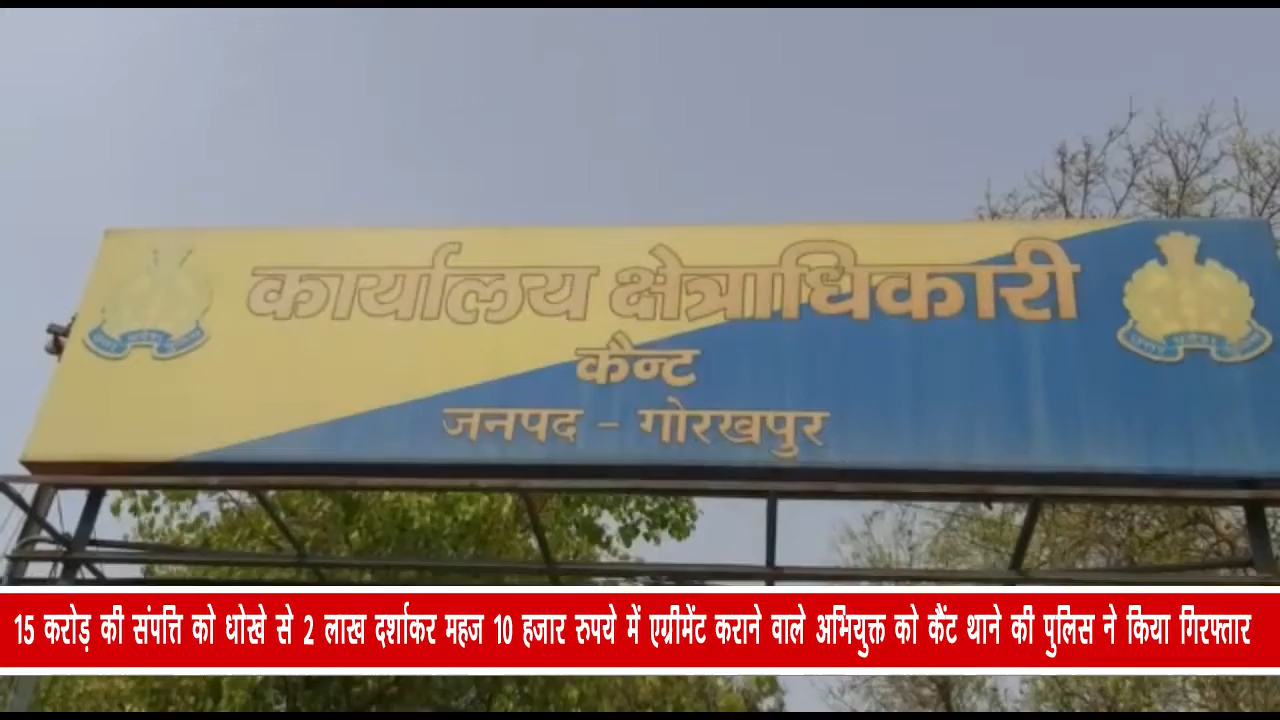 कार्यालय क्षेत्राधिकारी
कैन्ट
जनपद - गोरखपुर
15 करोड़ की संपत्ति को धोखे से 2 लाख दर्शाकर महज 10 हजार रुपये में एग्रीमेंट कराने वाले अभियुक्त को कैंट थाने की पुलिस ने किया गिरफ्तार